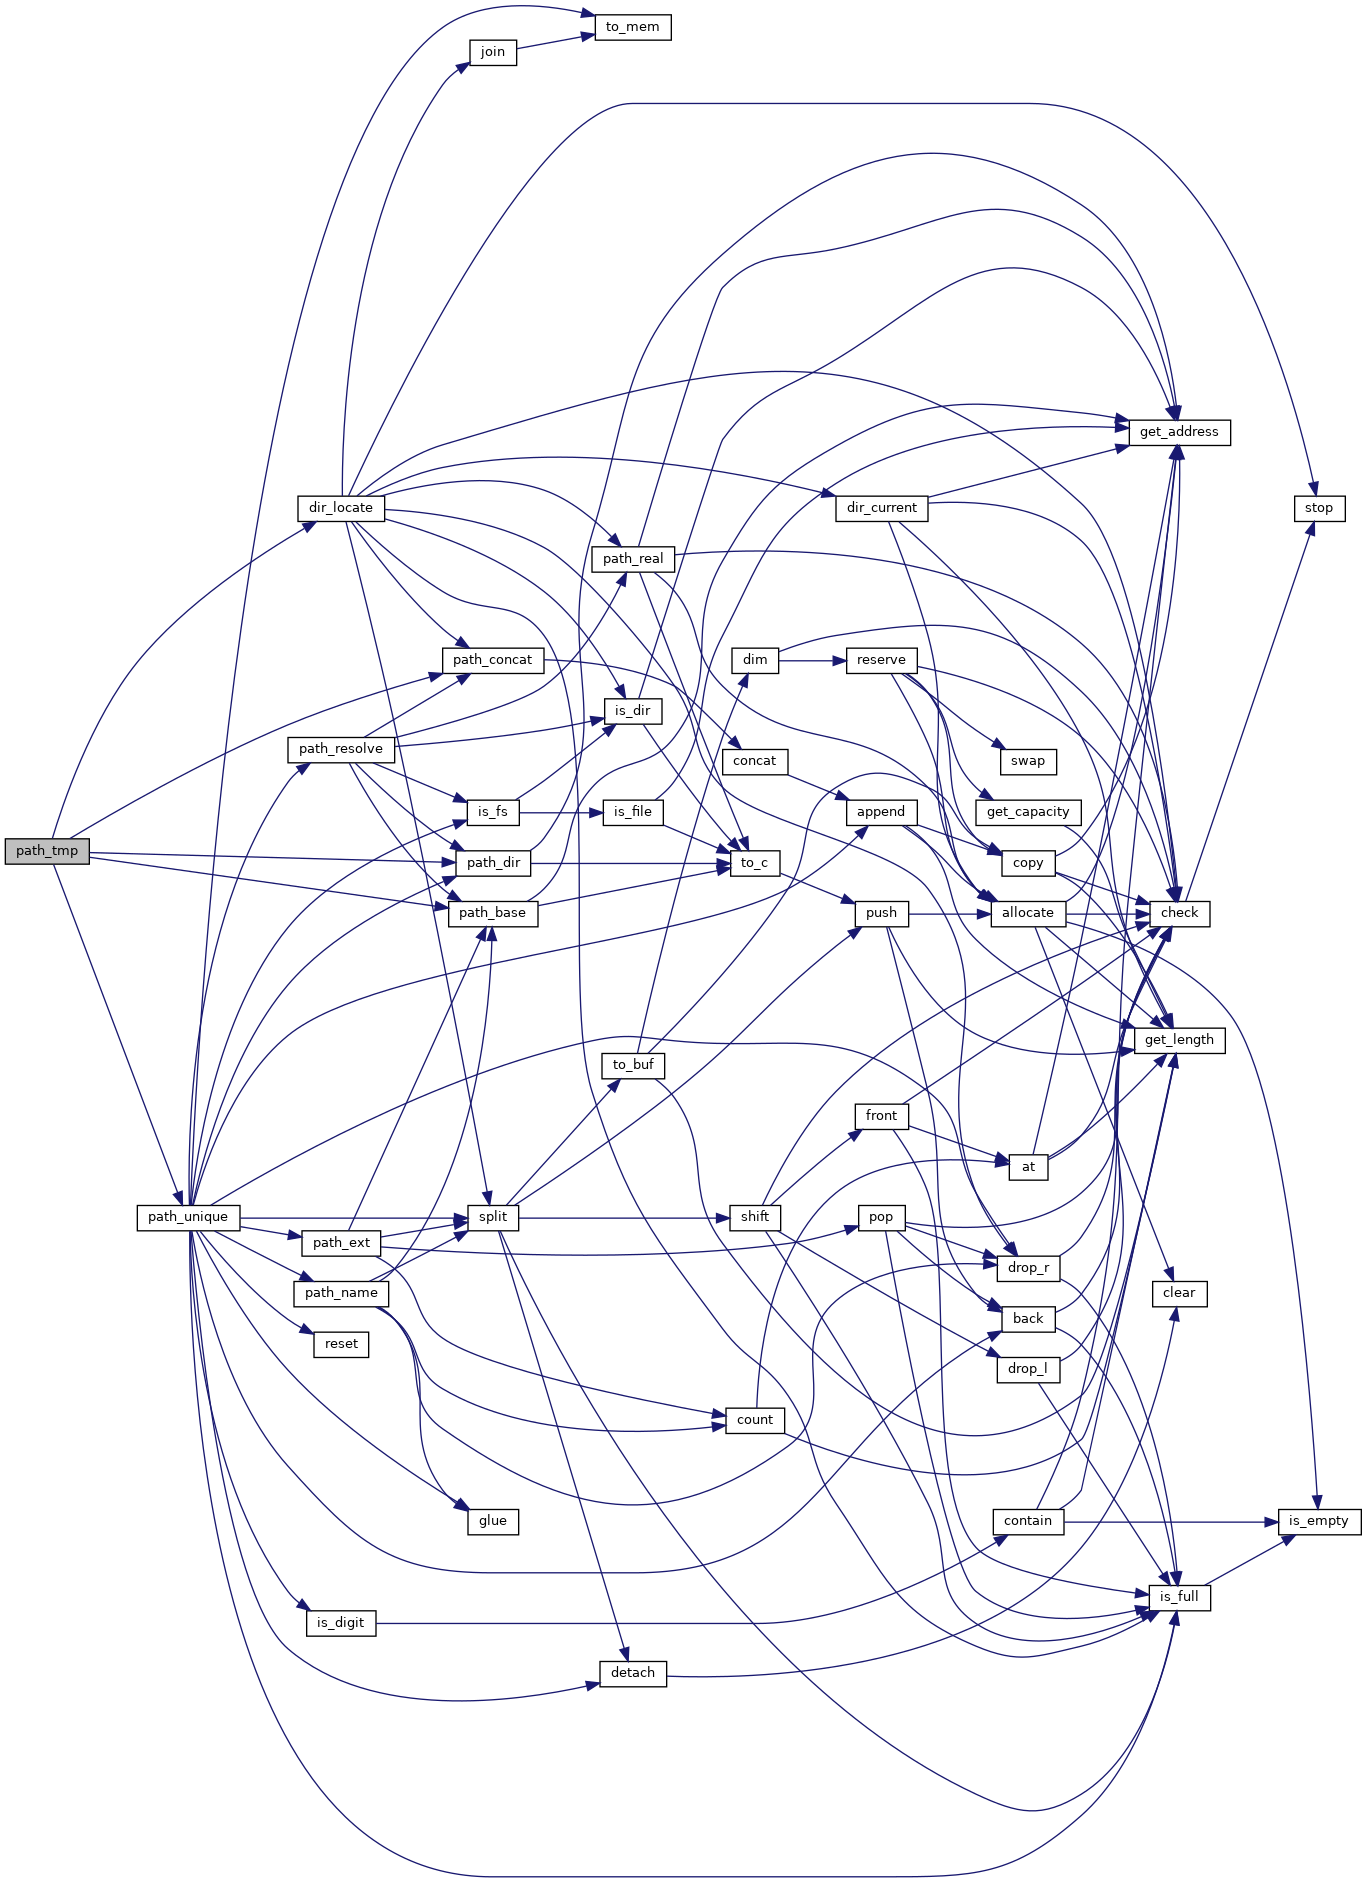 to_mem
join
get_address
dir_locate
dir_current
stop
path_real
path_concat
dim
reserve
is_dir
path_resolve
concat
swap
is_fs
is_file
append
get_capacity
path_tmp
path_dir
to_c
copy
path_base
push
allocate
check
get_length
to_buf
front
at
path_unique
split
shift
pop
path_ext
drop_r
path_name
clear
back
reset
drop_l
count
glue
contain
is_empty
is_full
is_digit
detach